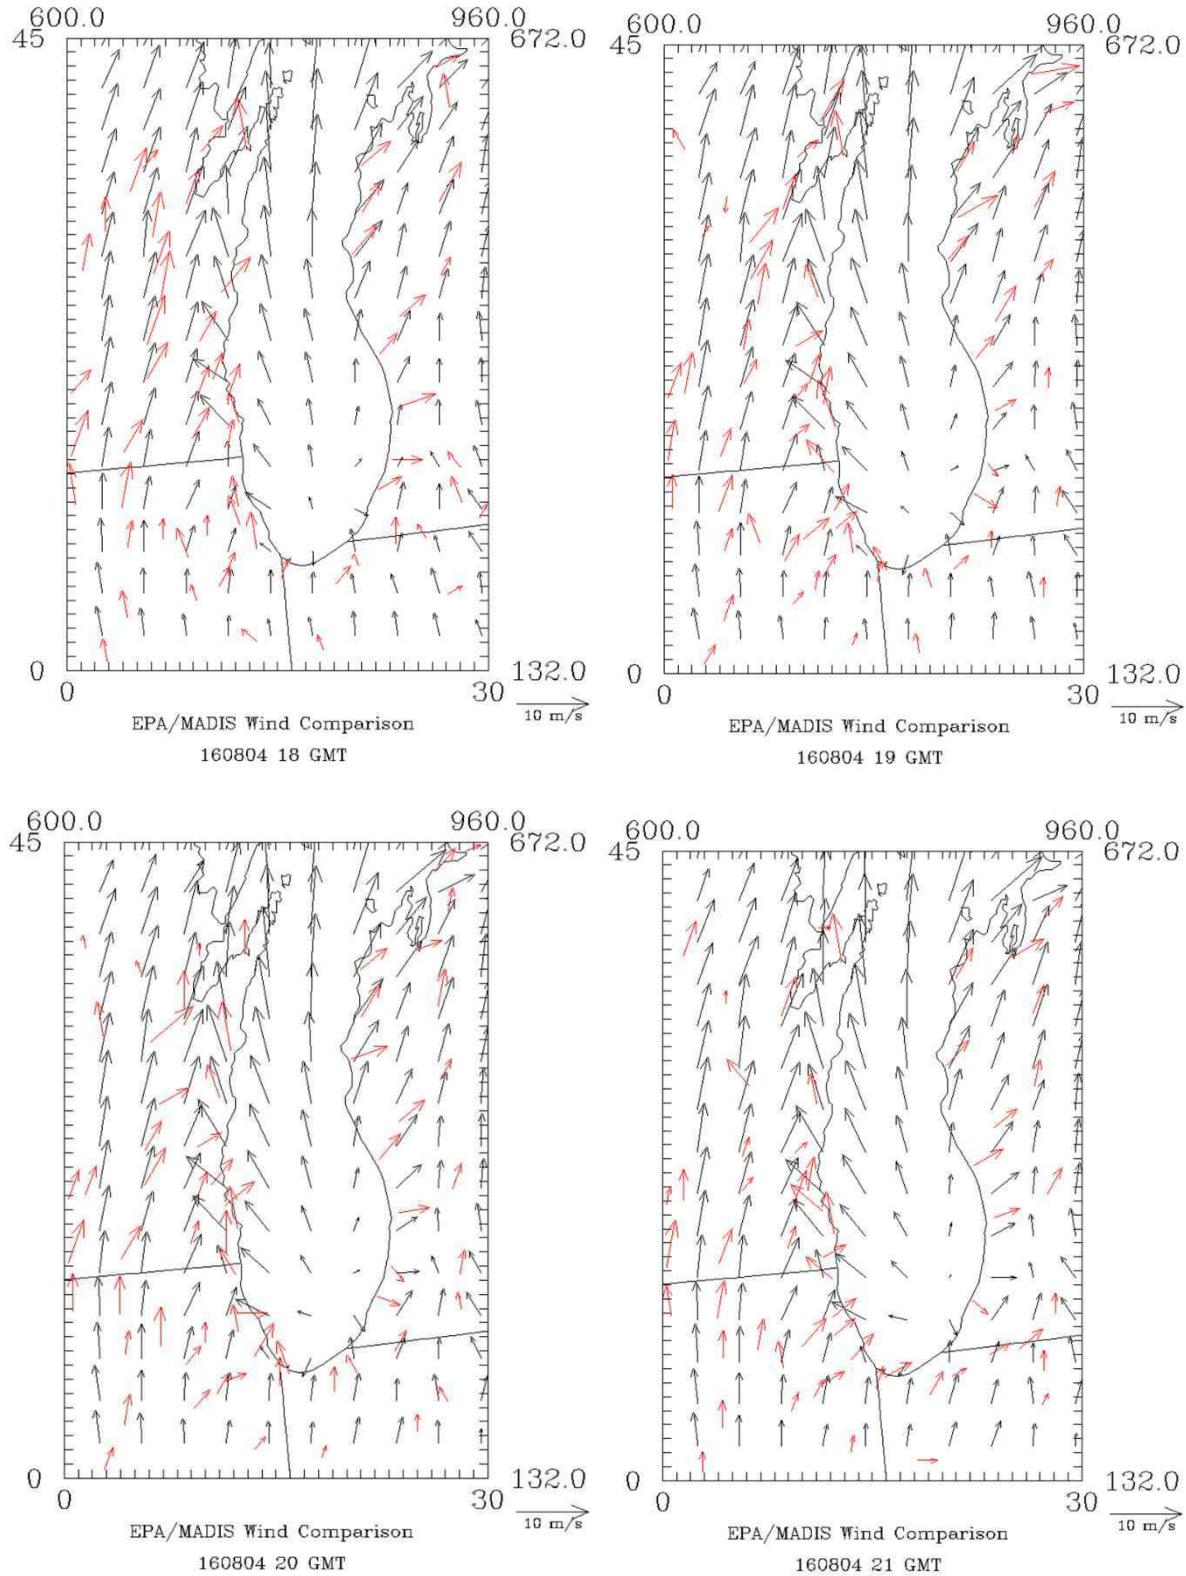 600.0 960.0
45 672.0
0 132.0
0 30
10 m/s
EPA/MADIS Wind Comparison
160804 18 GMT
600.0 960.0
45 672.0
0 132.0
0 30
10 m/s
EPA/MADIS Wind Comparison
160804 19 GMT
600.0 960.0
45 672.0
0 132.0
0 30
10 m/s
EPA/MADIS Wind Comparison
160804 20 GMT
600.0 960.0
45 672.0
0 132.0
0 30
10 m/s
EPA/MADIS Wind Comparison
160804 21 GMT